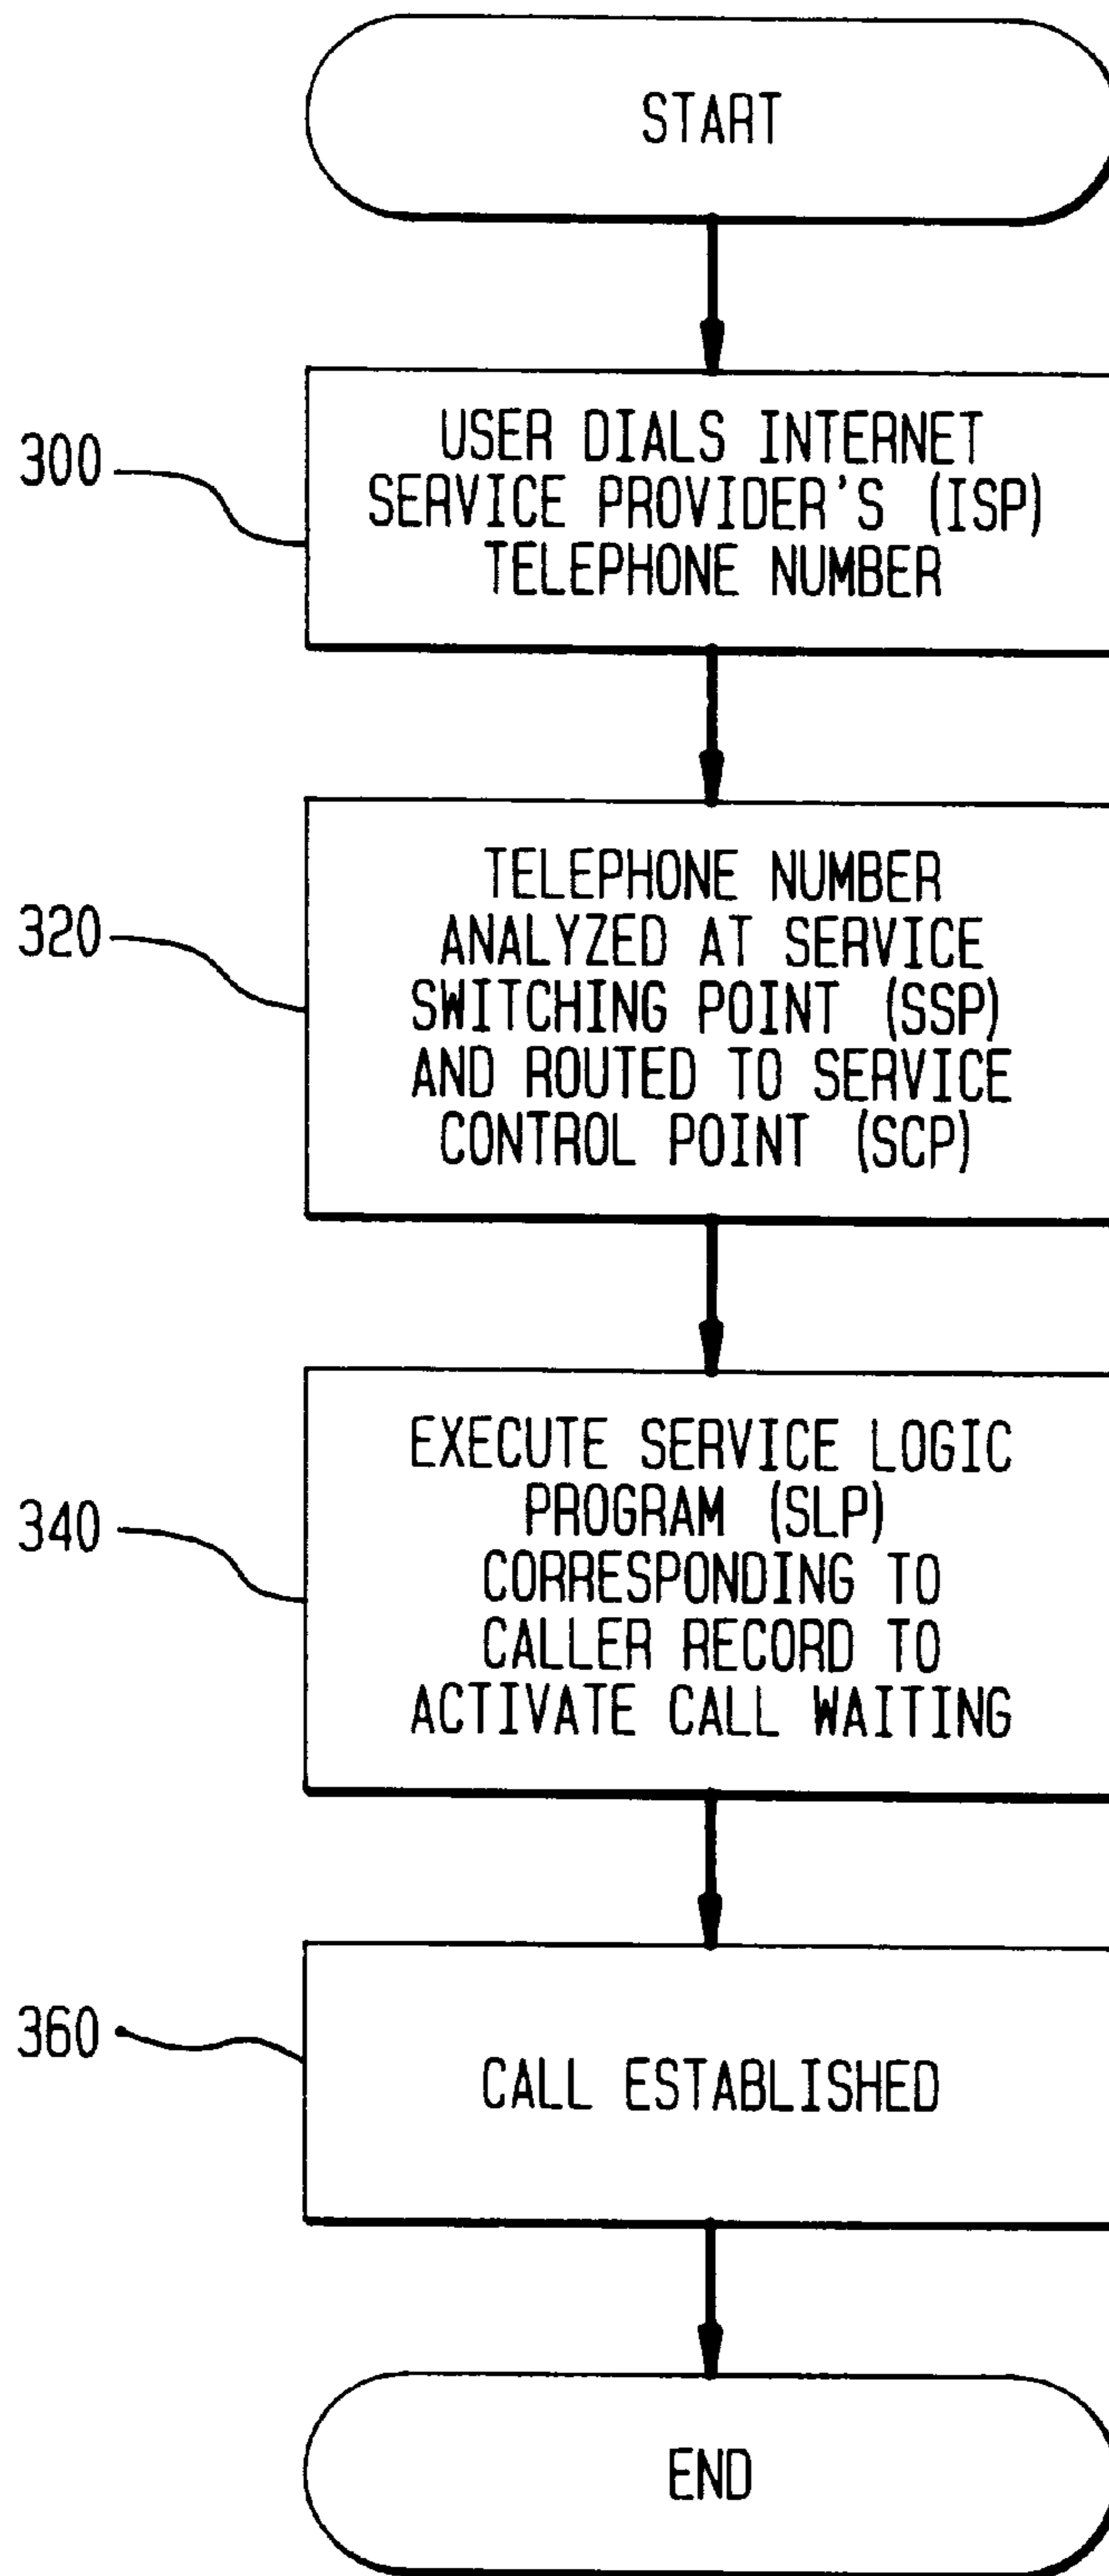 START
300
USER DIALS INTERNET
SERVICE PROVIDER'S (ISP)
TELEPHONE NUMBER
320
TELEPHONE NUMBER
ANALYZED AT SERVICE
SWITCHING POINT (SSP)
AND ROUTED TO SERVICE
CONTROL POINT (SCP)
340
EXECUTE SERVICE LOGIC
PROGRAM (SLP)
CORRESPONDING TO
CALLER RECORD TO
ACTIVATE CALL WAITING
360
CALL ESTABLISHED
END